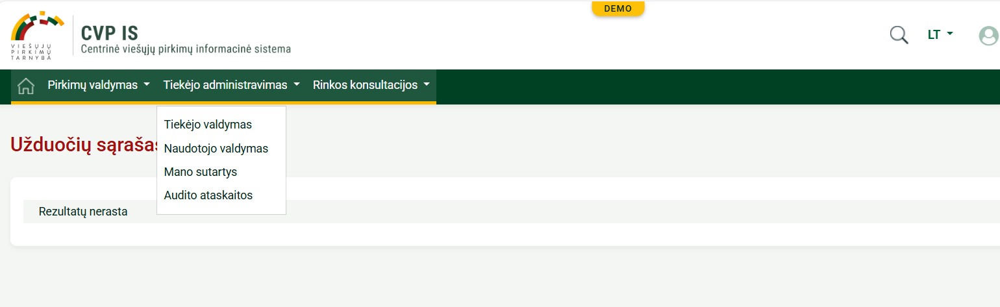 DEMO
VIEŠŲJŲ
PIRKIMŲ
TARNYBA
CVP IS
Centrinė viešųjų pirkimų informacinė sistema
LT
Pirkimų valdymas
Tiekėjo administravimas
Rinkos konsultacijos
Tiekėjo valdymas
Naudotojo valdymas
Mano sutartys
Audito ataskaitos
Užduočių sąrašas
Rezultatų nerasta